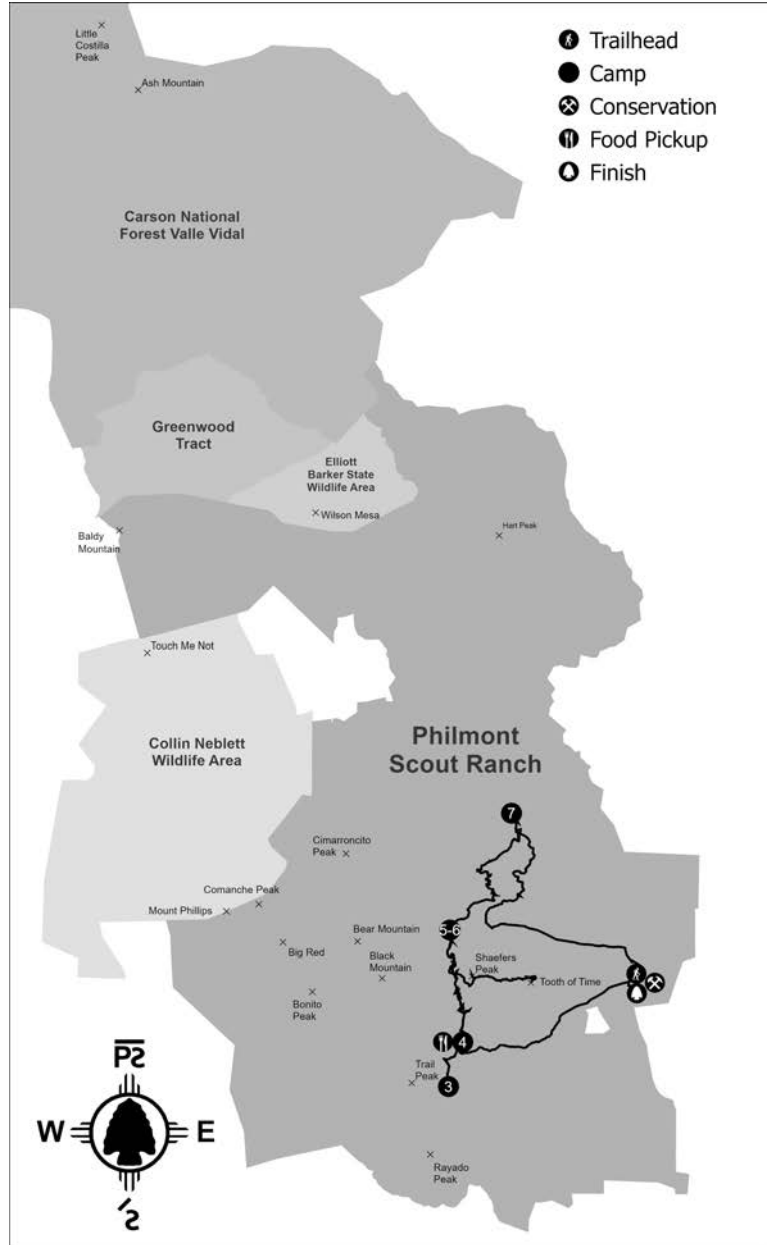 Little
Costilla
Peak
Ash Mountain
Trailhead
Camp
Conservation
Food Pickup
Finish
Carson National
Forest Valle Vidal
Greenwood
Tract
Elliott
Barker State
Wildlife Area
Wilson Mesa
Baldy
Mountain
Hart Peak
Touch Me Not
Collin Neblett
Wildlife Area
Philmont
Scout Ranch
7
Cimarroncito
Peak
Comanche Peak
Mount Phillips
5-6
Bear Mountain
Big Red
Black
Mountain
Shaefers
Peak
Tooth of Time
Bonito
Peak
4
Trail
Peak
3
Rayado
Peak
W
E